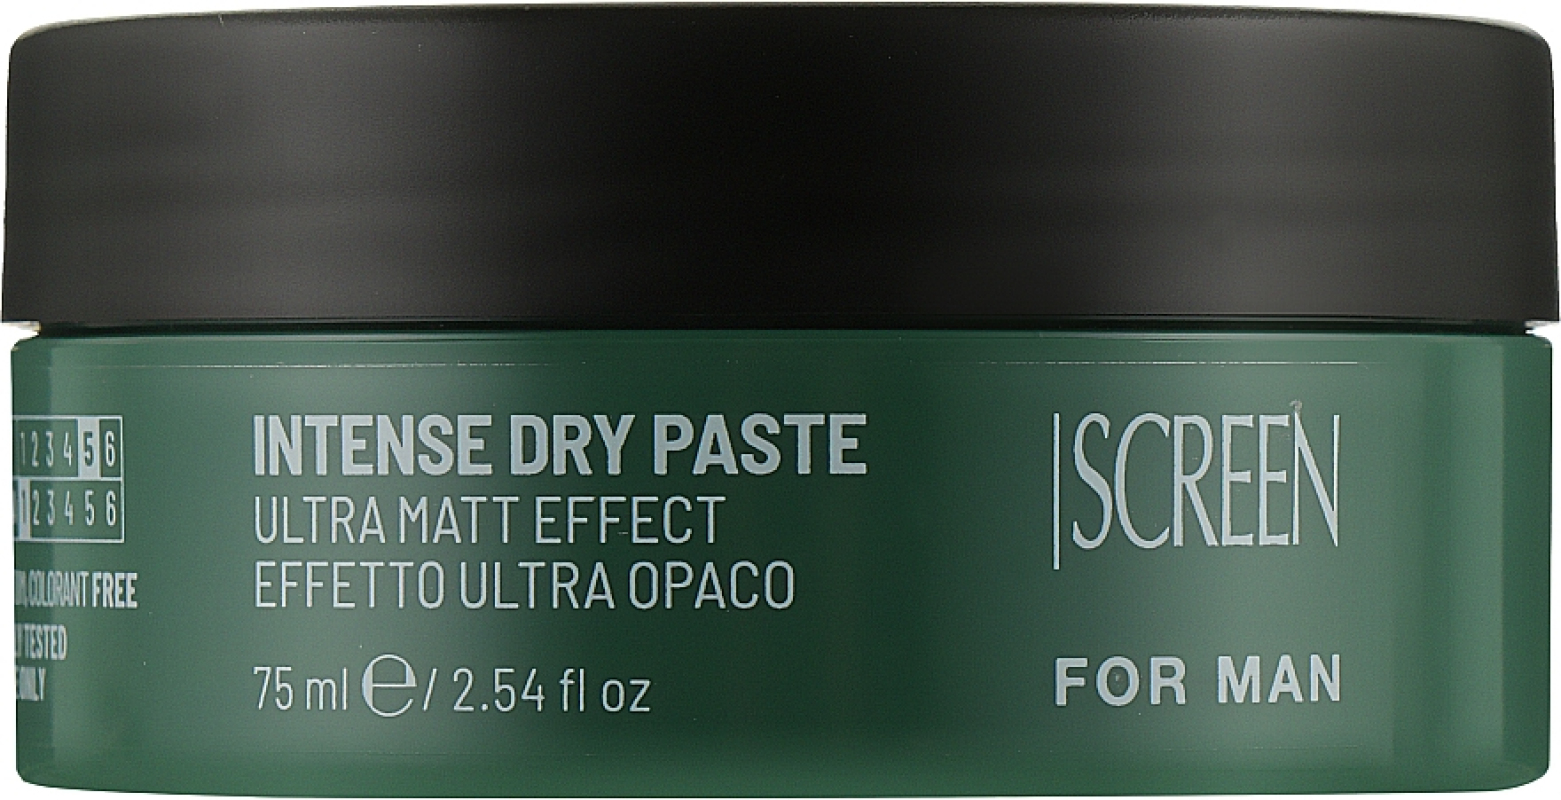 1 2 3 4 5 6
1 2 3 4 5 6
COLORANT FREE
TESTED
ONLY
INTENSE DRY PASTE
ULTRA MATT EFFECT
EFFETTO ULTRA OPACO
75 ml ℮ / 2.54 fl oz
SCREEN
FOR MAN